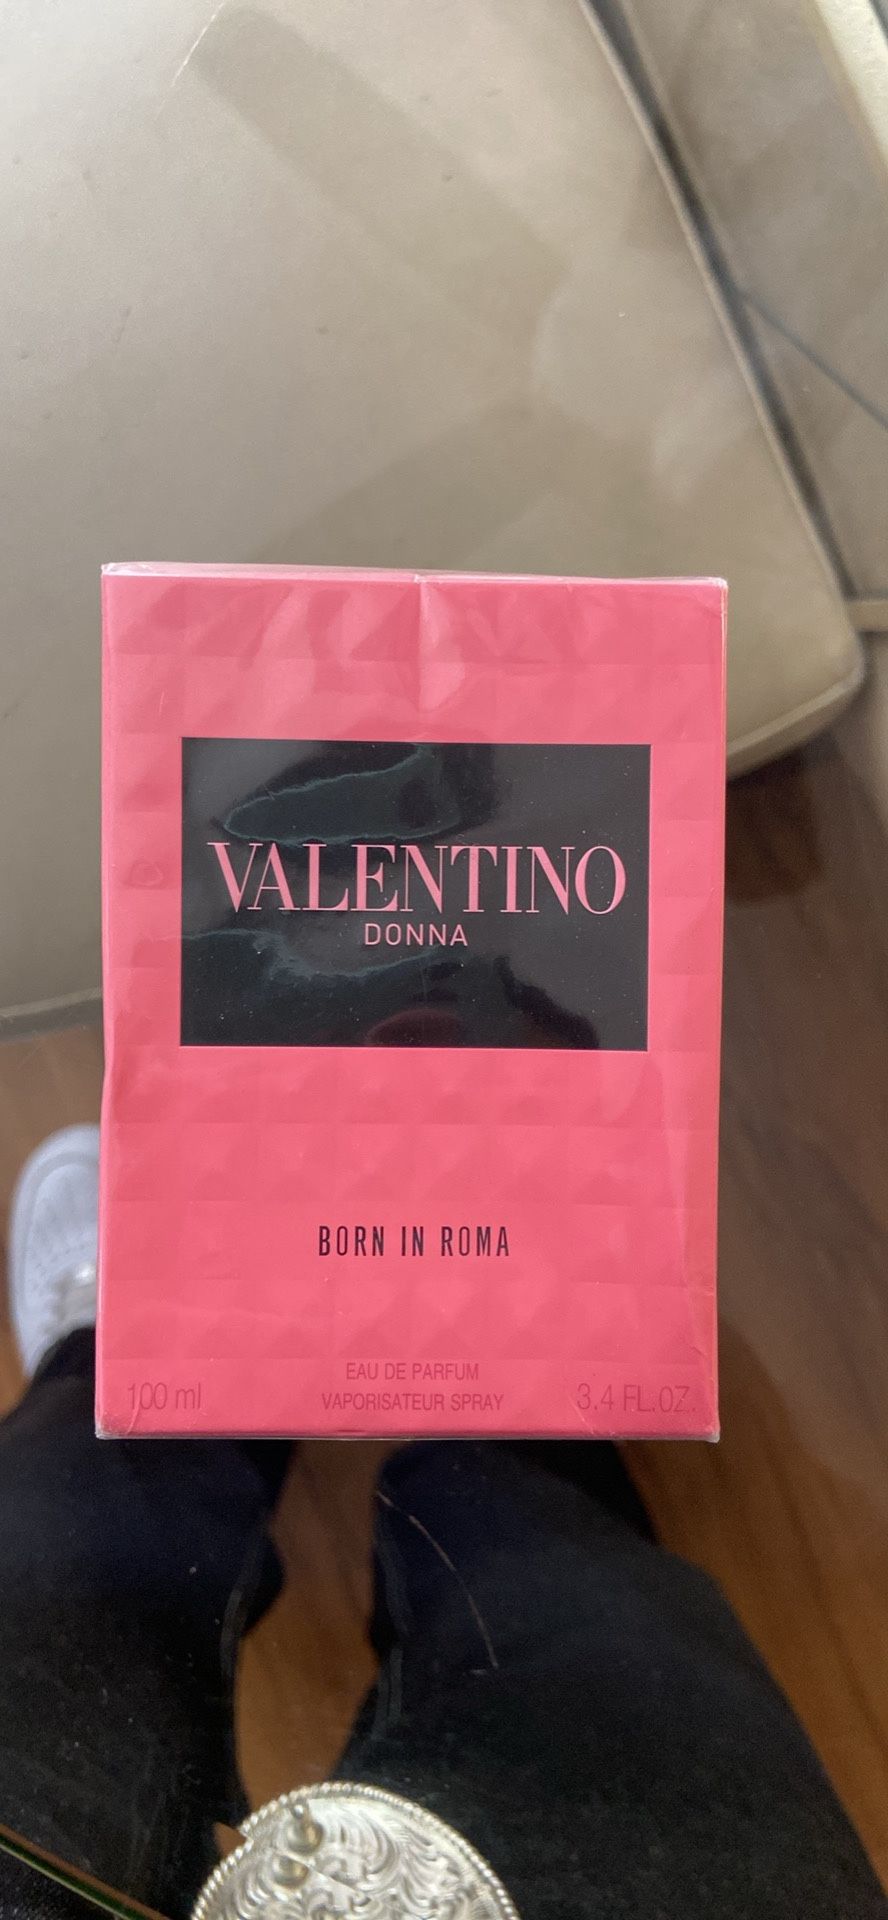 VALENTINO
DONNA
BORN IN ROMA
EAU DE PARFUM
100 ml VAPORISATEUR SPRAY 3.4 FL.OZ.